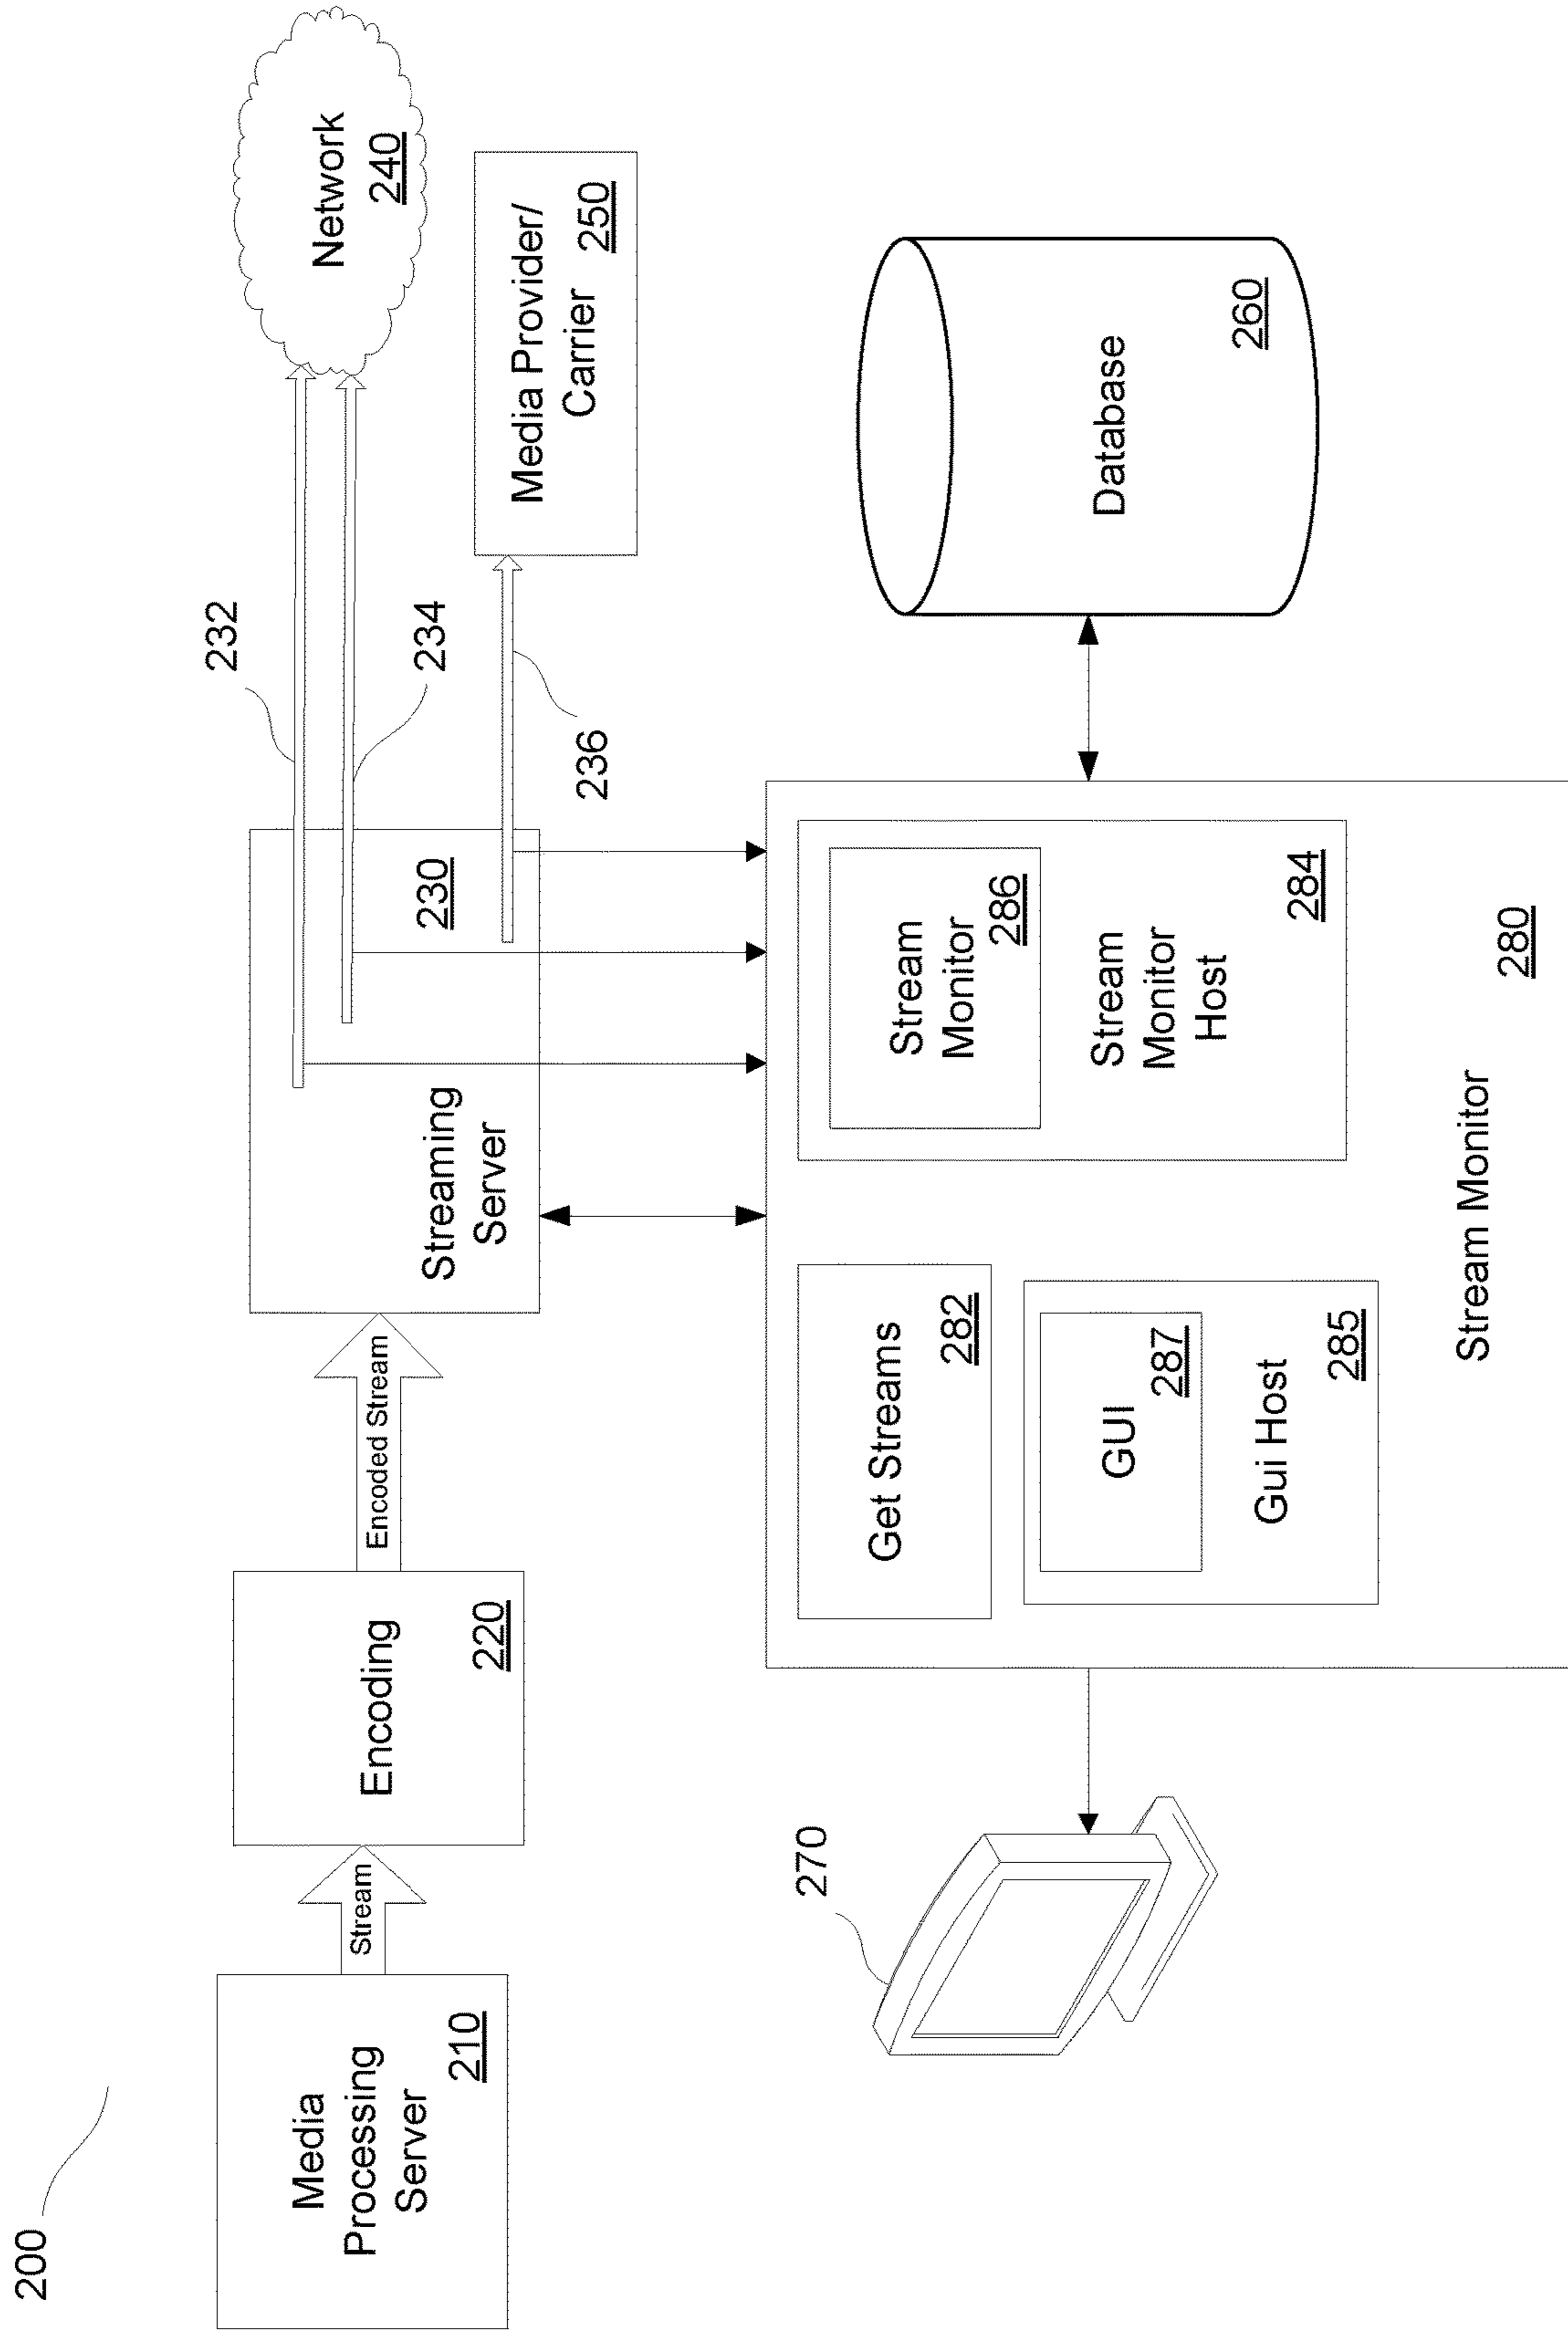 200
Media
Processing
Server
210
Stream
Encoding
220
Encoded Stream
Streaming
Server
230
232
234
236
Network
240
Media Provider/
Carrier 250
270
Get Streams
282
GUI
287
Gui Host
285
Stream
Monitor
286
Stream
Monitor
Host
284
Stream Monitor
280
Database
260